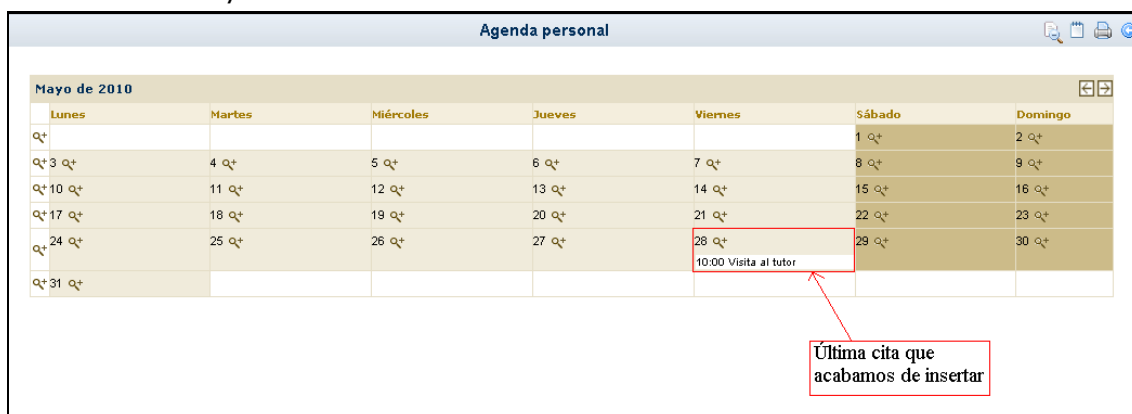 Agenda personal
Mayo de 2010
Lunes Martes Miércoles Jueves Viernes Sábado Domingo
1 2
3 4 5 6 7 8 9
10 11 12 13 14 15 16
17 18 19 20 21 22 23
24 25 26 27 28 29 30
10:00 Visita al tutor
31
Última cita que
acabamos de insertar